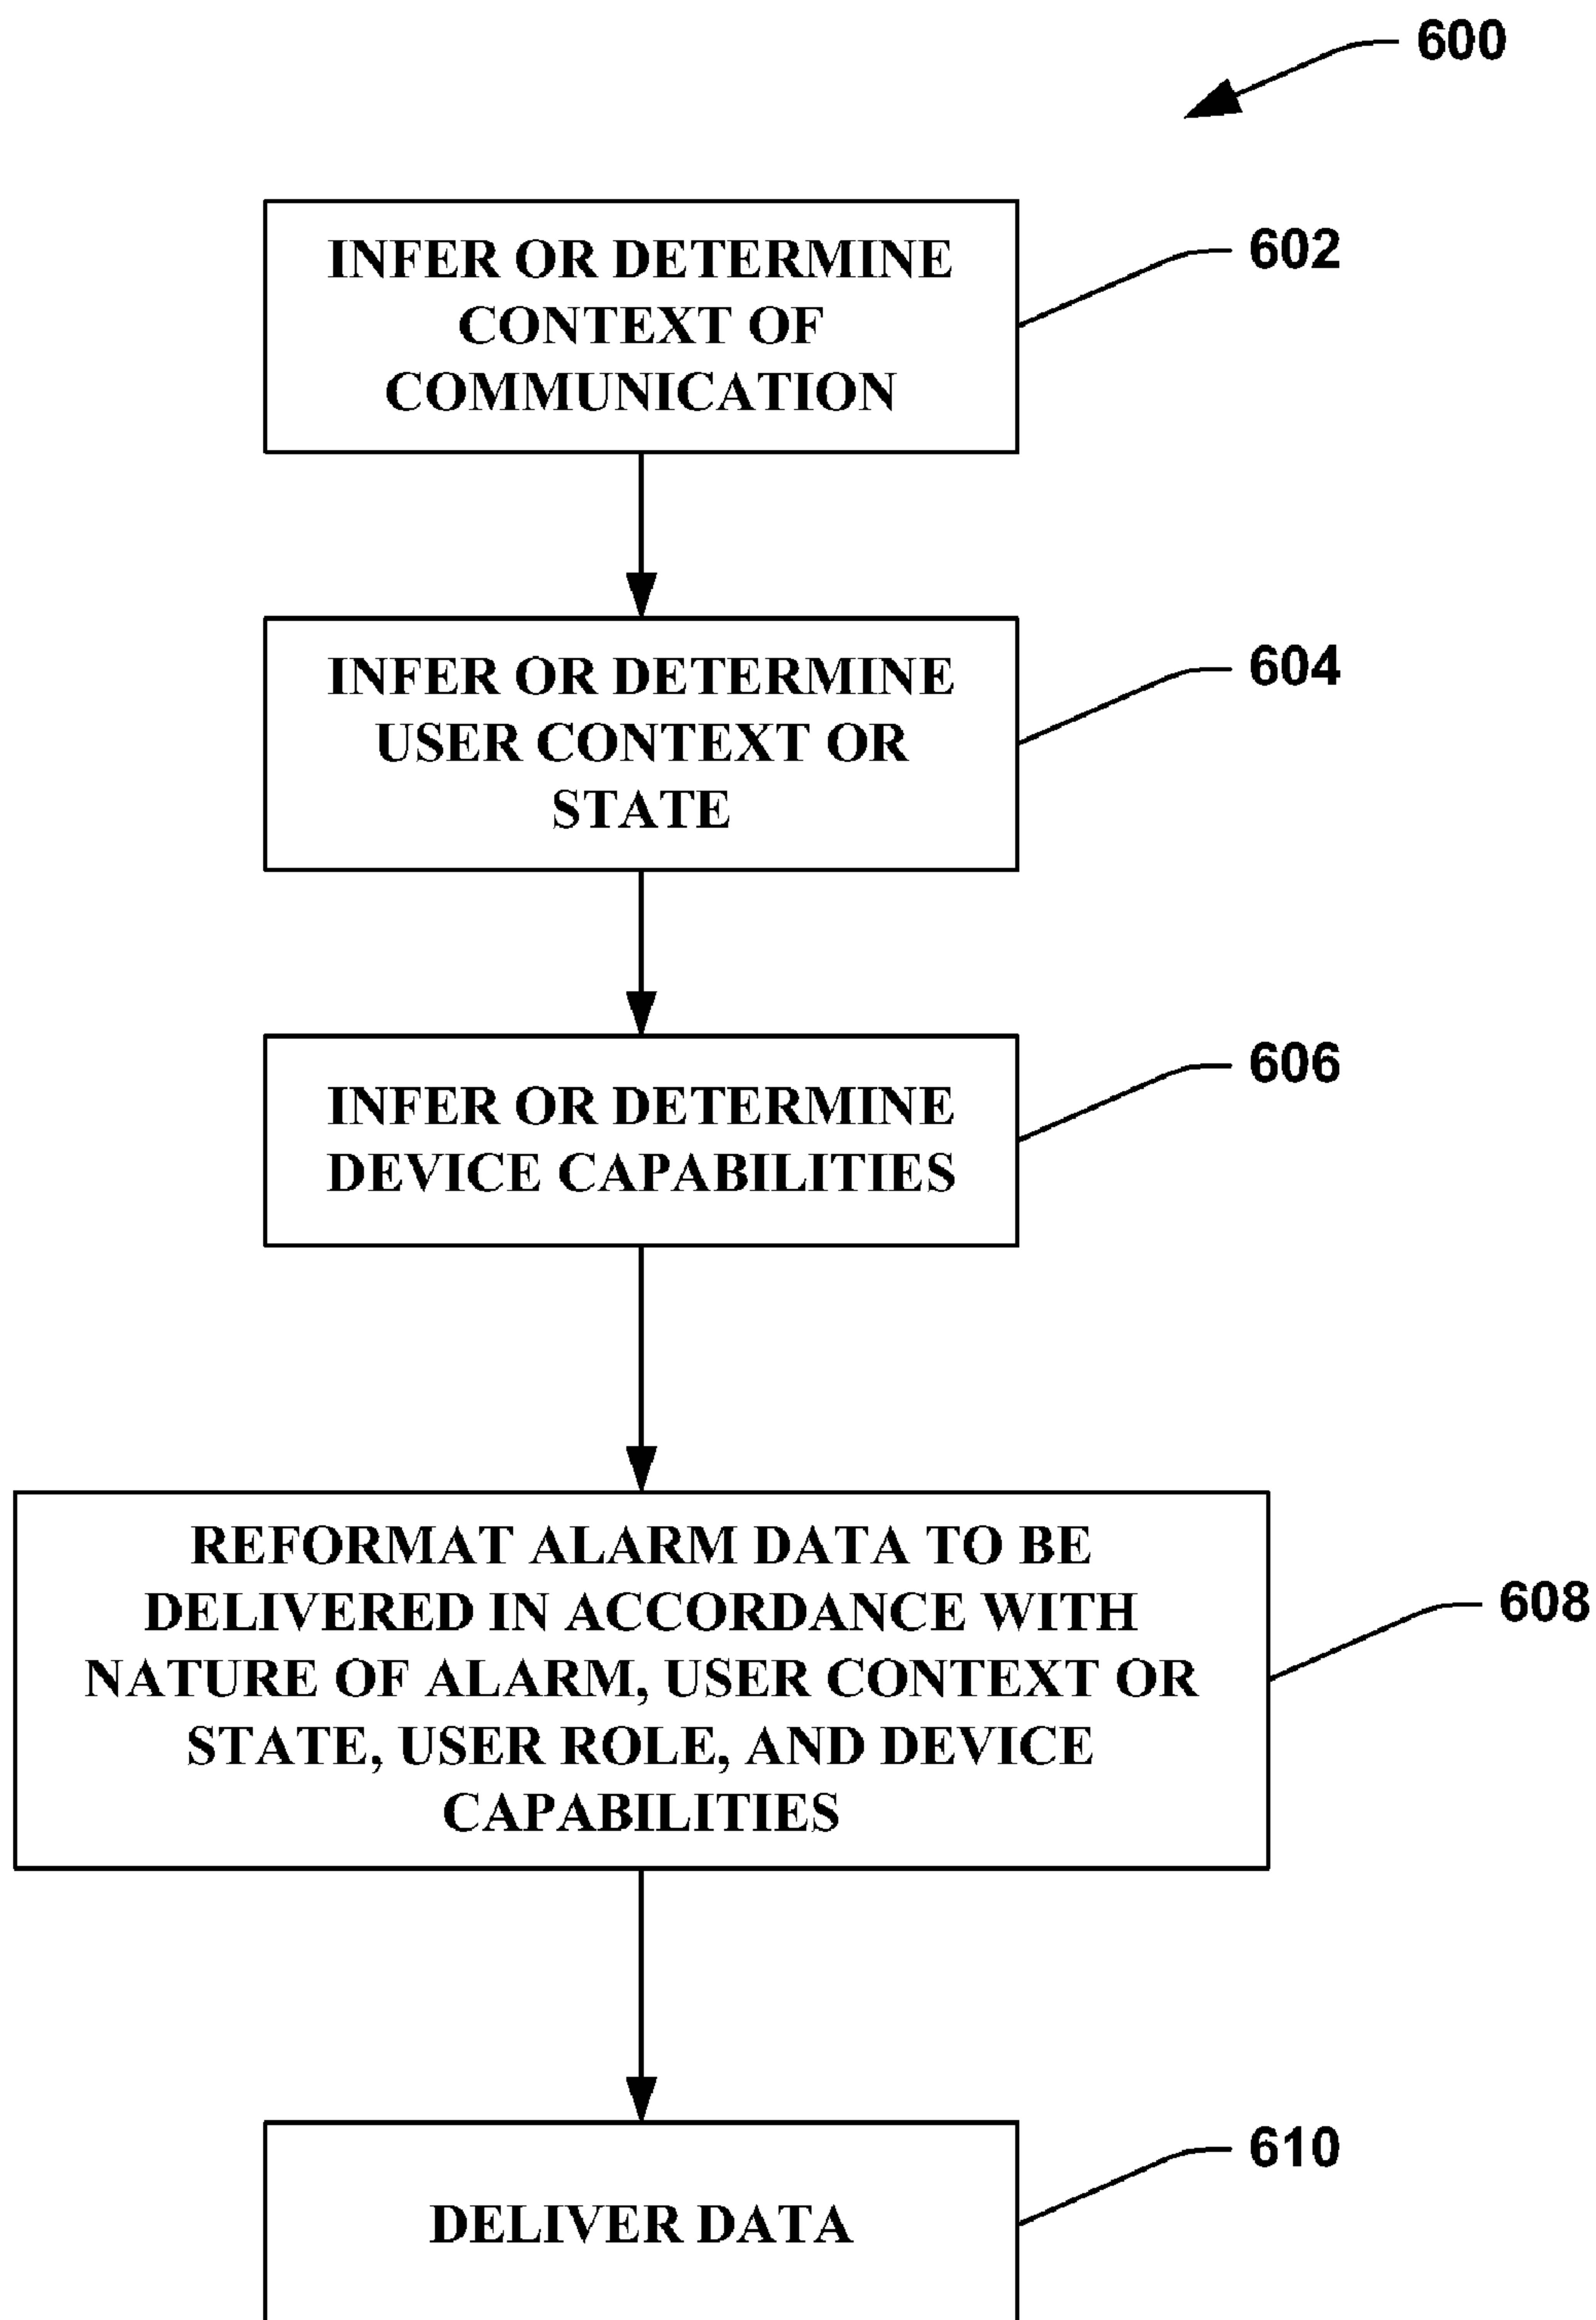 600
INFER OR DETERMINE
CONTEXT OF
COMMUNICATION
602
INFER OR DETERMINE
USER CONTEXT OR
STATE
604
INFER OR DETERMINE
DEVICE CAPABILITIES
606
REFORMAT ALARM DATA TO BE
DELIVERED IN ACCORDANCE WITH
NATURE OF ALARM, USER CONTEXT OR
STATE, USER ROLE, AND DEVICE
CAPABILITIES
608
DELIVER DATA
610